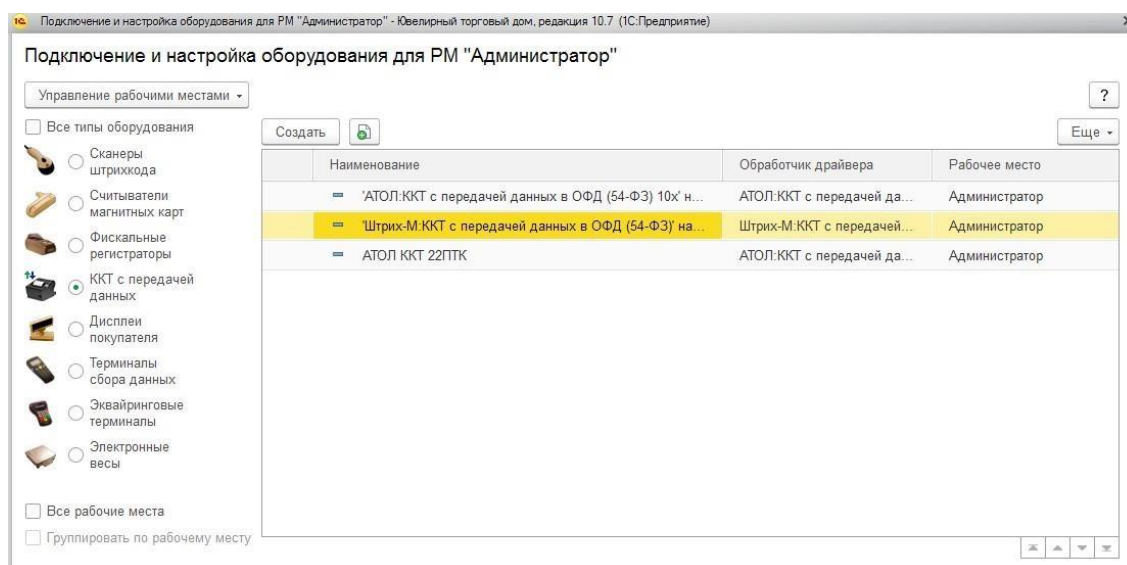 Подключение и настройка оборудования для РМ "Администратор" - Ювелирный торговый дом, редакция 10.7 (1С:Предприятие)
Подключение и настройка оборудования для РМ "Администратор"
Управление рабочими местами
?
Все типы оборудования
Создать
Еще
Наименование Обработчик драйвера Рабочее место
'АТОЛ:ККТ с передачей данных в ОФД (54-ФЗ) 10х' н... АТОЛ:ККТ с передачей да... Администратор
'Штрих-М:ККТ с передачей данных в ОФД (54-ФЗ)' на... Штрих-М:ККТ с передачей... Администратор
АТОЛ ККТ 22ПТК АТОЛ:ККТ с передачей да... Администратор
Сканеры
штрихкода
Считыватели
магнитных карт
Фискальные
регистраторы
ККТ с передачей
данных
Дисплеи
покупателя
Терминалы
сбора данных
Эквайринговые
терминалы
Электронные
весы
Все рабочие места
Группировать по рабочему месту